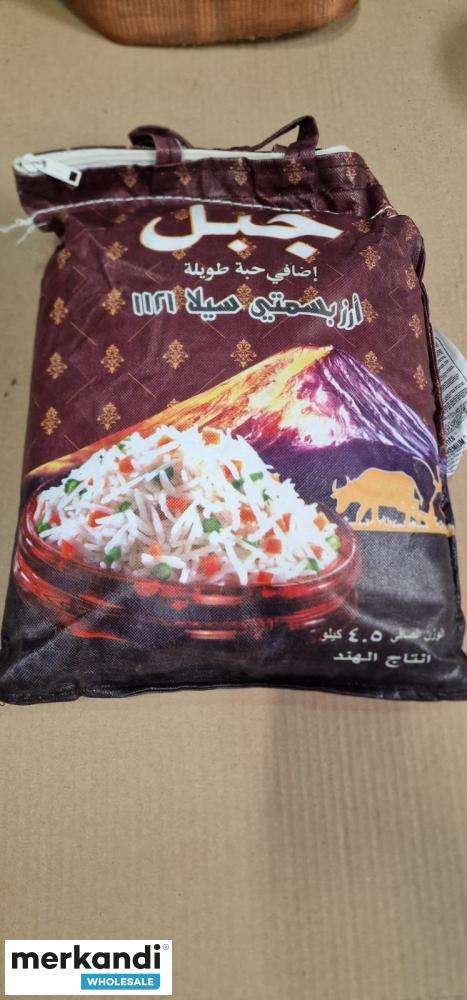 جبل
إضافي حبة طويلة
أرز بسمتي سيلا ١١٢١
الوزن الصافي ٤.٥ كيلو
انتاج الهند
merkandi®
WHOLESALE